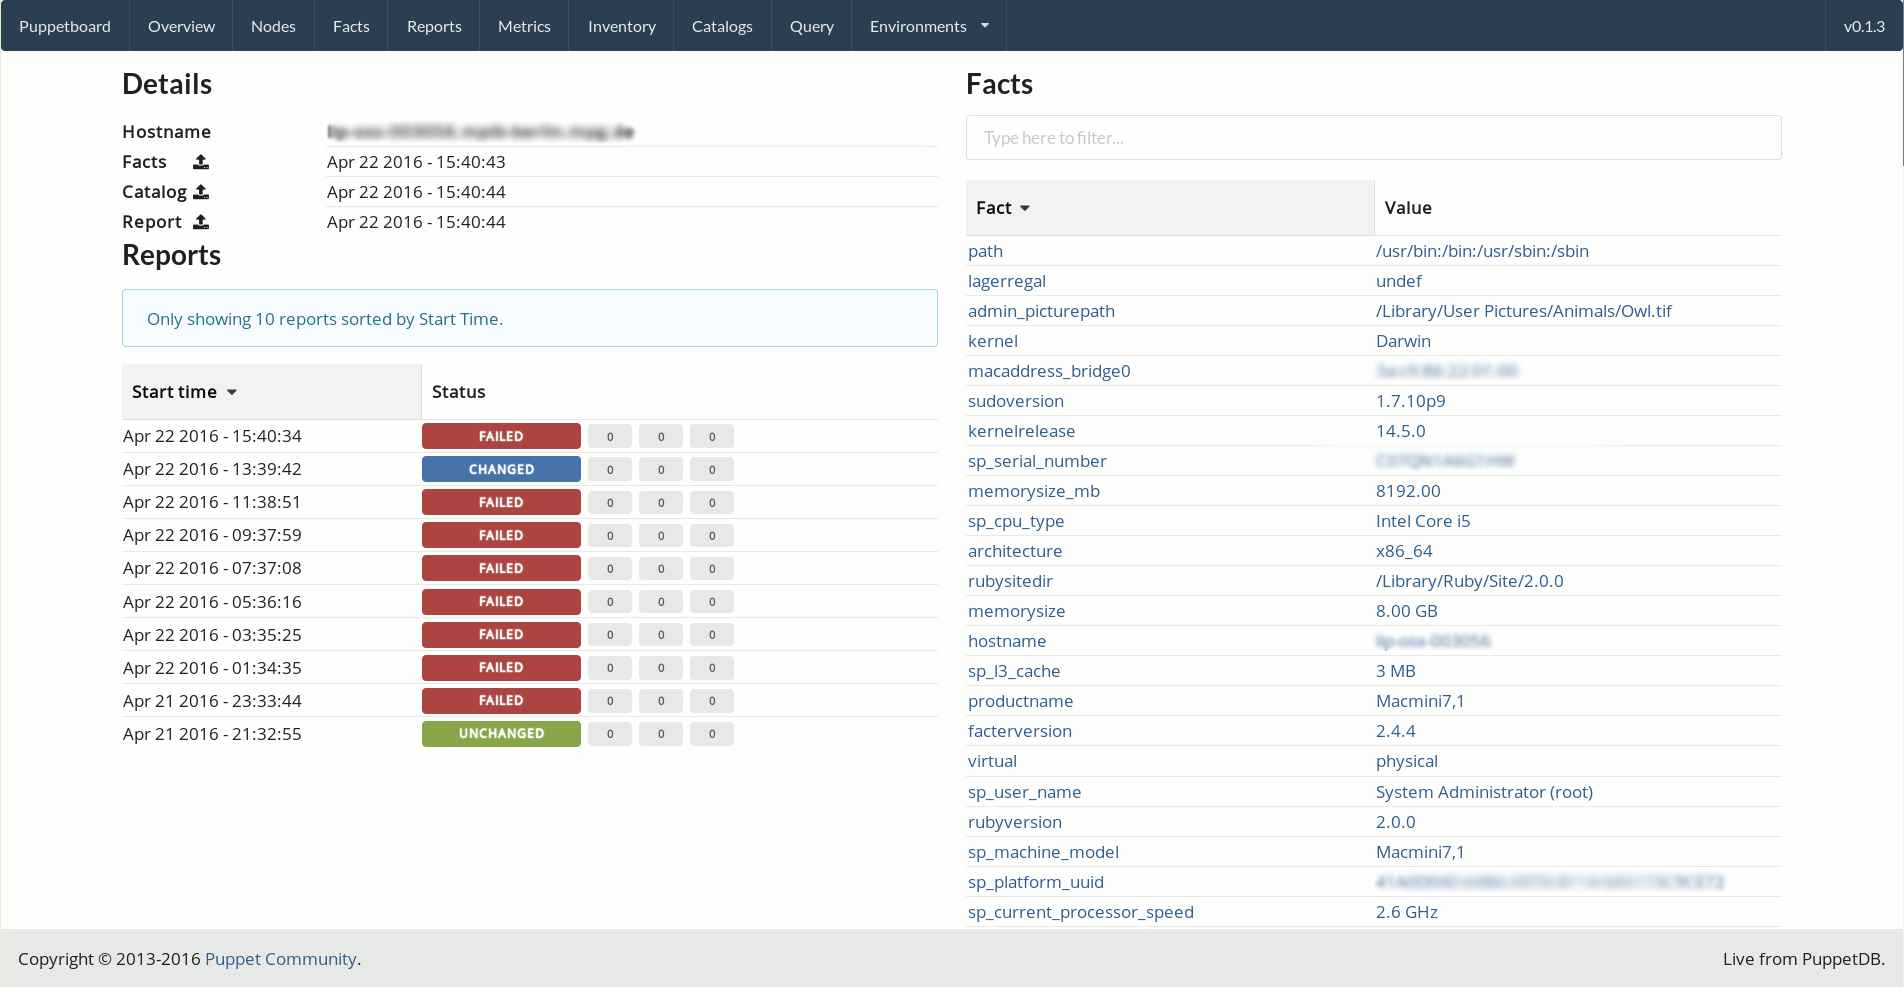 Puppetboard Overview Nodes Facts Reports Metrics Inventory Catalogs Query Environments v0.1.3
Details
Hostname
Facts Apr 22 2016 - 15:40:43
Catalog Apr 22 2016 - 15:40:44
Report Apr 22 2016 - 15:40:44
Reports
Only showing 10 reports sorted by Start Time.
Start time Status
Apr 22 2016 - 15:40:34 FAILED 0 0 0
Apr 22 2016 - 13:39:42 CHANGED 0 0 0
Apr 22 2016 - 11:38:51 FAILED 0 0 0
Apr 22 2016 - 09:37:59 FAILED 0 0 0
Apr 22 2016 - 07:37:08 FAILED 0 0 0
Apr 22 2016 - 05:36:16 FAILED 0 0 0
Apr 22 2016 - 03:35:25 FAILED 0 0 0
Apr 22 2016 - 01:34:35 FAILED 0 0 0
Apr 21 2016 - 23:33:44 FAILED 0 0 0
Apr 21 2016 - 21:32:55 UNCHANGED 0 0 0
Facts
Type here to filter...
Fact Value
path /usr/bin:/bin:/usr/sbin:/sbin
lagerregal undef
admin_picturepath /Library/User Pictures/Animals/Owl.tif
kernel Darwin
macaddress_bridge0
sudoversion 1.7.10p9
kernelrelease 14.5.0
sp_serial_number
memorysize_mb 8192.00
sp_cpu_type Intel Core i5
architecture x86_64
rubysitedir /Library/Ruby/Site/2.0.0
memorysize 8.00 GB
hostname
sp_l3_cache 3 MB
productname Macmini7,1
facterversion 2.4.4
virtual physical
sp_user_name System Administrator (root)
rubyversion 2.0.0
sp_machine_model Macmini7,1
sp_platform_uuid
sp_current_processor_speed 2.6 GHz
Copyright © 2013-2016 Puppet Community. Live from PuppetDB.